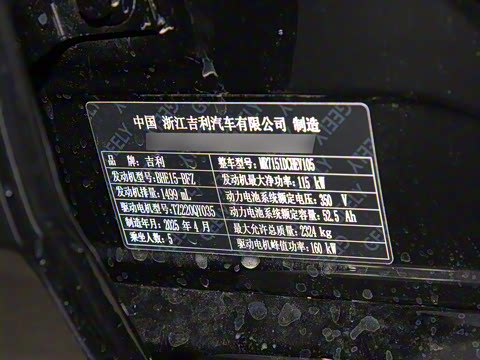 中国 浙江吉利汽车有限公司 制造
品 牌：吉利 整车型号：MR7151DCHEV105
发动机型号：BHE15-BFZ 发动机最大净功率：115 kW
发动机排量：1499 mL 动力电池系统额定电压：350 V
驱动电机型号：TZ220XY035 动力电池系统额定容量：52.5 Ah
制造年月：2025 年 4 月 最大允许总质量：2324 kg
乘坐人数：5 驱动电机峰值功率：160 kW
GEELY